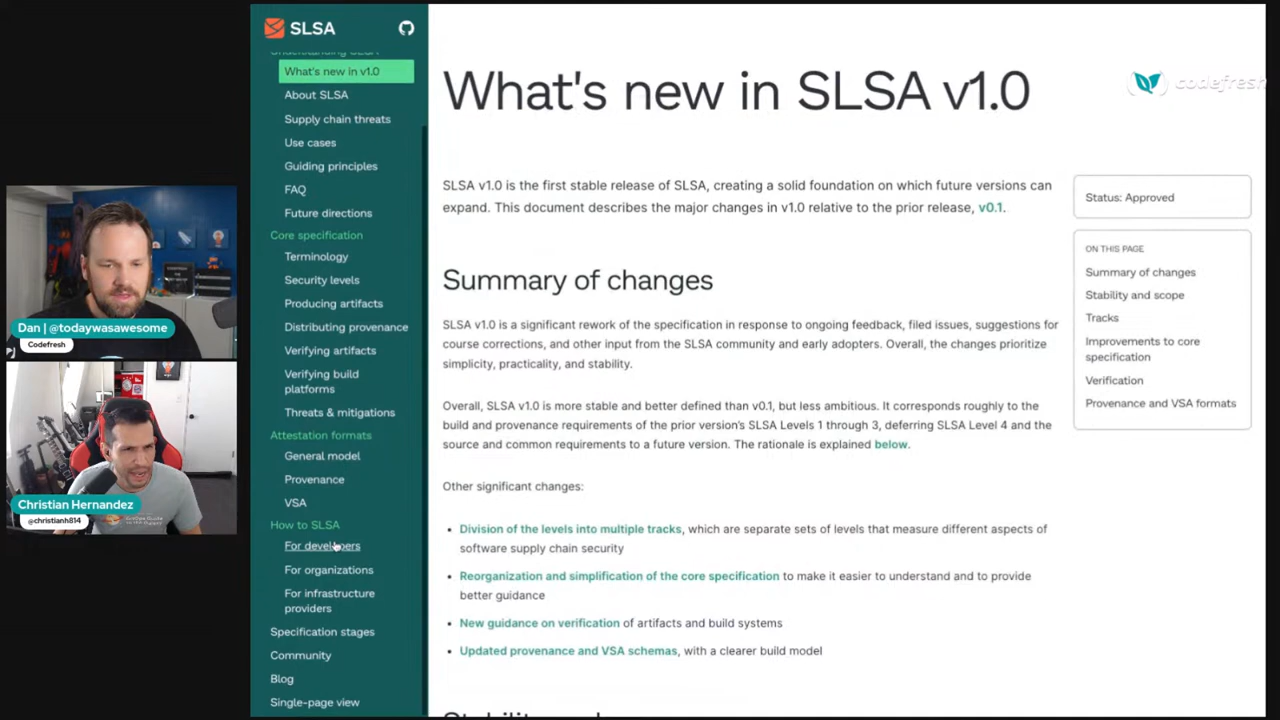 SLSA
Understanding SLSA
What's new in v1.0
About SLSA
Supply chain threats
Use cases
Guiding principles
FAQ
Future directions
Core specification
Terminology
Security levels
Producing artifacts
Distributing provenance
Verifying artifacts
Verifying build
platforms
Threats & mitigations
Attestation formats
General model
Provenance
VSA
How to SLSA
For developers
For organizations
For infrastructure
providers
Specification stages
Community
Blog
Single-page view
What's new in SLSA v1.0
SLSA v1.0 is the first stable release of SLSA, creating a solid foundation on which future versions can
expand. This document describes the major changes in v1.0 relative to the prior release, v0.1.
Summary of changes
SLSA v1.0 is a significant rework of the specification in response to ongoing feedback, filed issues, suggestions for
course corrections, and other input from the SLSA community and early adopters. Overall, the changes prioritize
simplicity, practicality, and stability.
Overall, SLSA v1.0 is more stable and better defined than v0.1, but less ambitious. It corresponds roughly to the
build and provenance requirements of the prior version's SLSA Levels 1 through 3, deferring SLSA Level 4 and the
source and common requirements to a future version. The rationale is explained below.
Other significant changes:
• Division of the levels into multiple tracks, which are separate sets of levels that measure different aspects of
software supply chain security
• Reorganization and simplification of the core specification to make it easier to understand and to provide
better guidance
• New guidance on verification of artifacts and build systems
• Updated provenance and VSA schemas, with a clearer build model
codefresh
Status: Approved
ON THIS PAGE
Summary of changes
Stability and scope
Tracks
Improvements to core
specification
Verification
Provenance and VSA formats
Dan | @todaywasawesome
Codefresh
Christian Hernandez
@christianh814